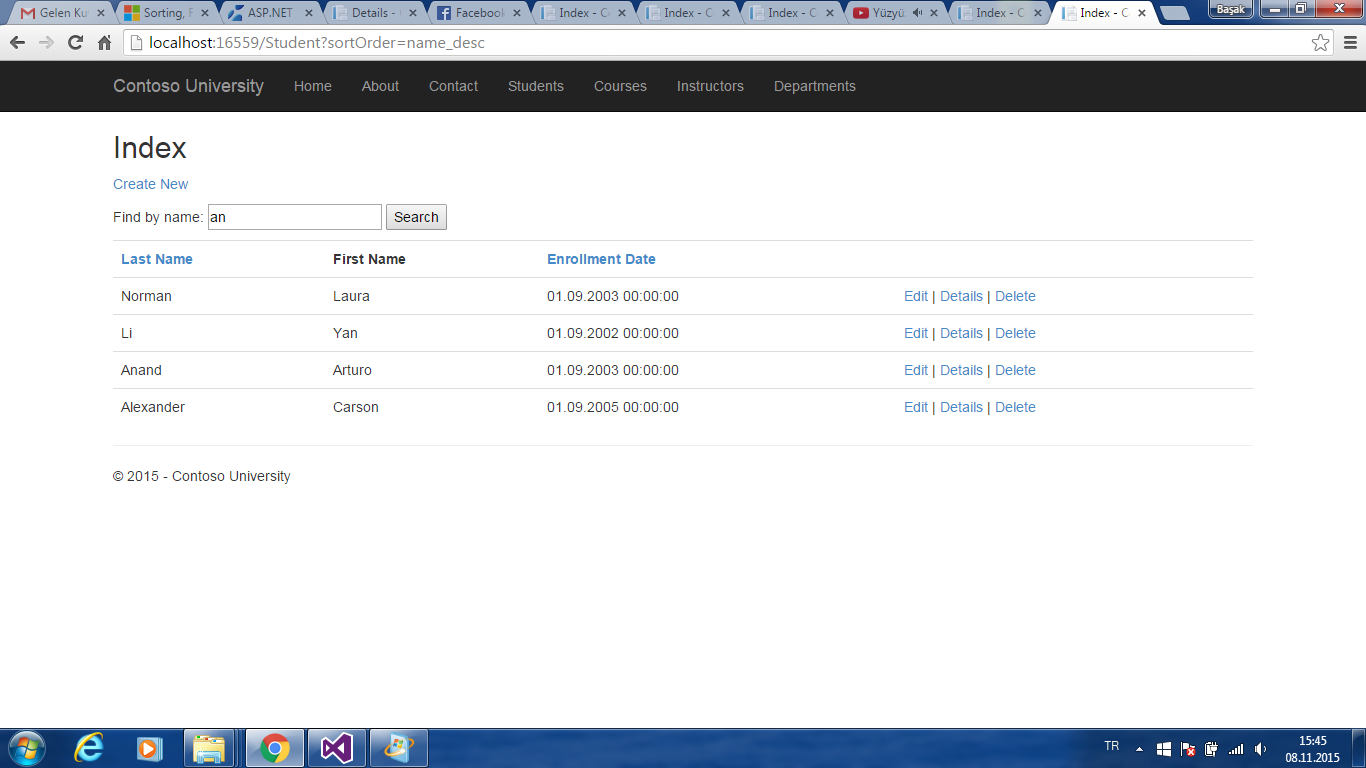 Gelen Ku Sorting, F ASP.NET Details - Facebook Index - C Index - C Index - C Yüzyü Index - C Index - C Başak
localhost:16559/Student?sortOrder=name_desc
Contoso University Home About Contact Students Courses Instructors Departments
Index
Create New
Find by name: an Search
Last Name First Name Enrollment Date
Norman Laura 01.09.2003 00:00:00 Edit | Details | Delete
Li Yan 01.09.2002 00:00:00 Edit | Details | Delete
Anand Arturo 01.09.2003 00:00:00 Edit | Details | Delete
Alexander Carson 01.09.2005 00:00:00 Edit | Details | Delete
© 2015 - Contoso University
TR 15:45
08.11.2015